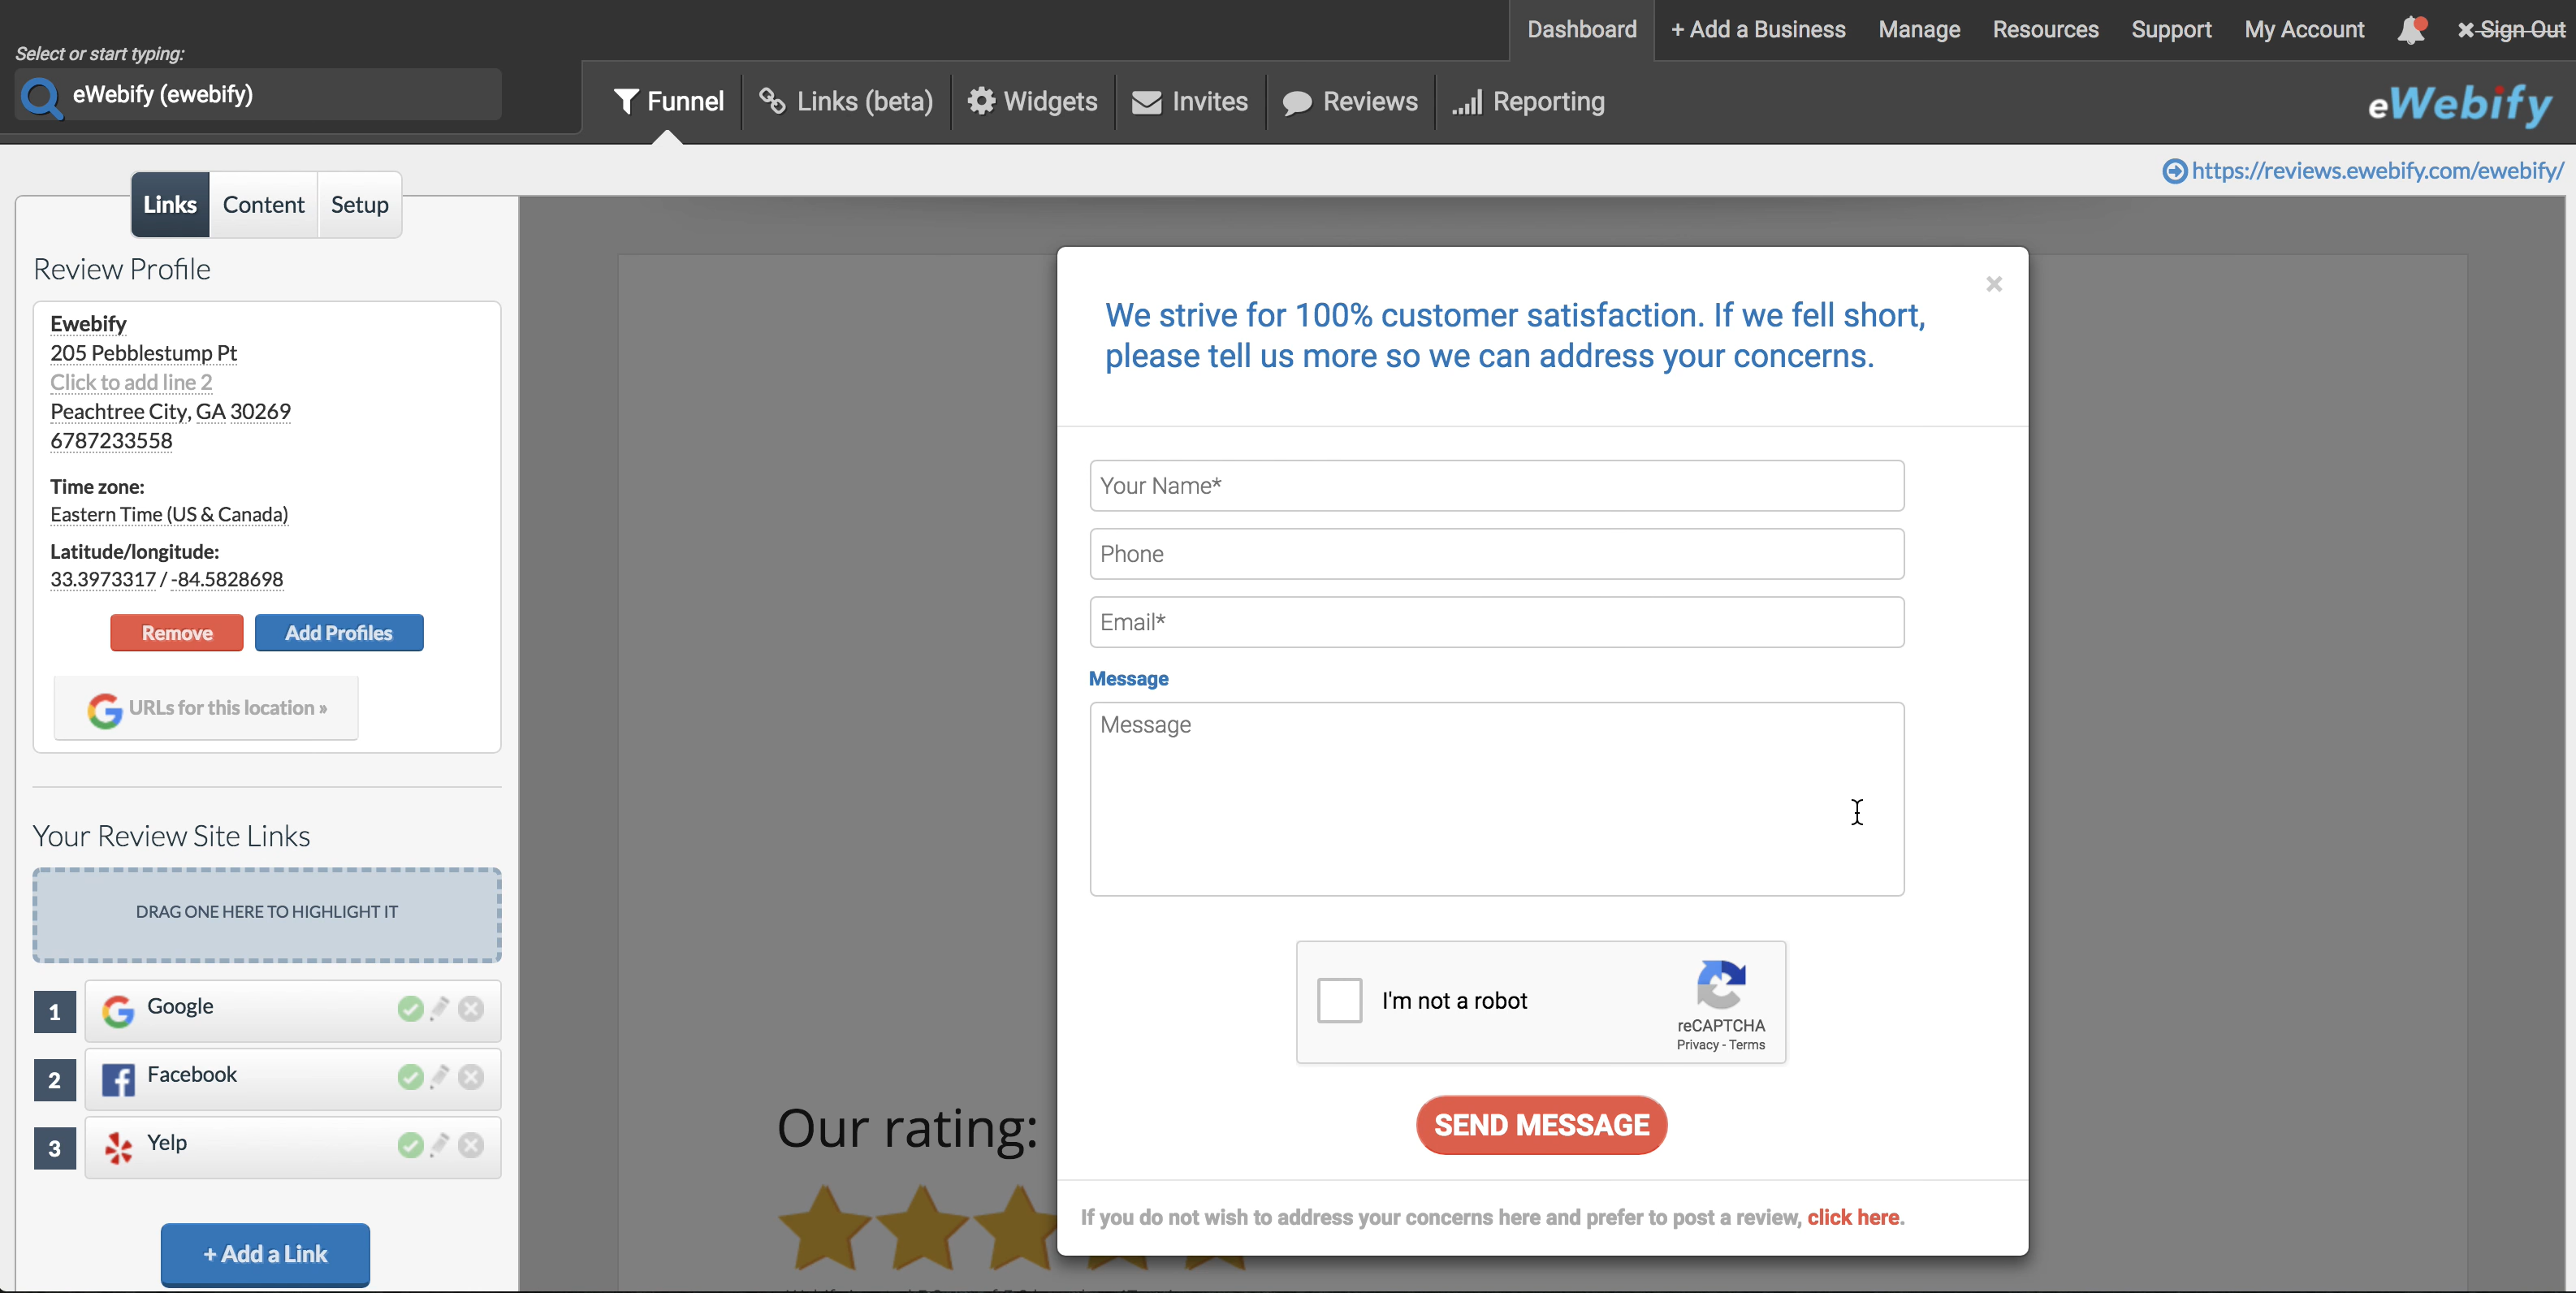 Dashboard
+ Add a Business
Manage
Resources
Support
My Account
Sign Out
Select or start typing:
eWebify (ewebify)
Funnel
Links (beta)
Widgets
Invites
Reviews
Reporting
eWebify
https://reviews.ewebify.com/ewebify/
Links
Content
Setup
Review Profile
Ewebify
205 Pebblestump Pt
Click to add line 2
Peachtree City, GA 30269
6787233558
Time zone:
Eastern Time (US & Canada)
Latitude/longitude:
33.3973317 / -84.5828698
Remove
Add Profiles
URLs for this location »
Your Review Site Links
DRAG ONE HERE TO HIGHLIGHT IT
1
Google
2
Facebook
3
Yelp
+ Add a Link
We strive for 100% customer satisfaction. If we fell short,
please tell us more so we can address your concerns.
Your Name*
Phone
Email*
Message
Message
I'm not a robot
reCAPTCHA
Privacy - Terms
SEND MESSAGE
If you do not wish to address your concerns here and prefer to post a review, click here.
Our rating: